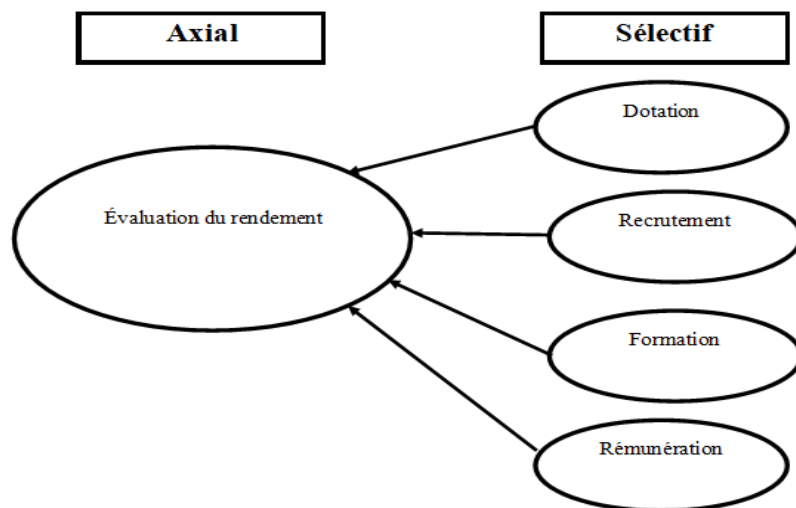 Axial
Sélectif
Dotation
Évaluation du rendement
Recrutement
Formation
Rémunération